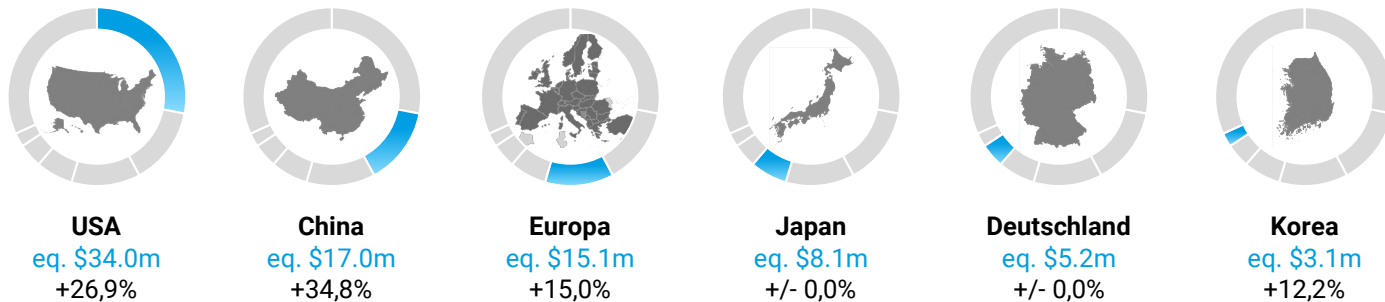 USA
eq. $34.0m
+26,9%
China
eq. $17.0m
+34,8%
Europa
eq. $15.1m
+15,0%
Japan
eq. $8.1m
+/- 0,0%
Deutschland
eq. $5.2m
+/- 0,0%
Korea
eq. $3.1m
+12,2%